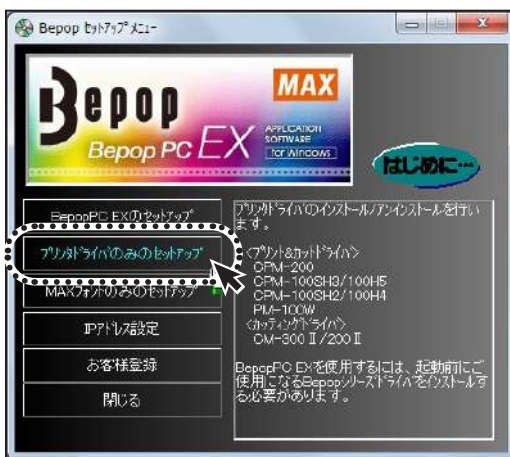 Bepop ｾｯﾄｱｯﾌﾟﾒﾆｭｰ
Bepop
MAX
Bepop PC EX
APPLICATION
SOFTWARE
for Windows
はじめに…
BepopPC EXのｾｯﾄｱｯﾌﾟ
ﾌﾟﾘﾝﾀﾄﾞﾗｲﾊﾞのみのｾｯﾄｱｯﾌﾟ
MAXﾌｫﾝﾄのみのｾｯﾄｱｯﾌﾟ
IPｱﾄﾞﾚｽ設定
お客様登録
閉じる
ﾌﾟﾘﾝﾀﾄﾞﾗｲﾊﾞのｲﾝｽﾄｰﾙ/ｱﾝｲﾝｽﾄｰﾙを行い
ます。
<ﾌﾟﾘﾝﾄ&ｶｯﾄﾄﾞﾗｲﾊﾞ>
CPM-200
CPM-100SH3/100H5
CPM-100SH2/100H4
PM-100W
<ｶｯﾃｨﾝｸﾞﾄﾞﾗｲﾊﾞ>
CM-300Ⅱ/200Ⅱ
BepopPC EXを使用するには、起動前にご
使用になるBepopｼﾘｰｽﾞﾄﾞﾗｲﾊﾞをｲﾝｽﾄｰﾙす
る必要があります。